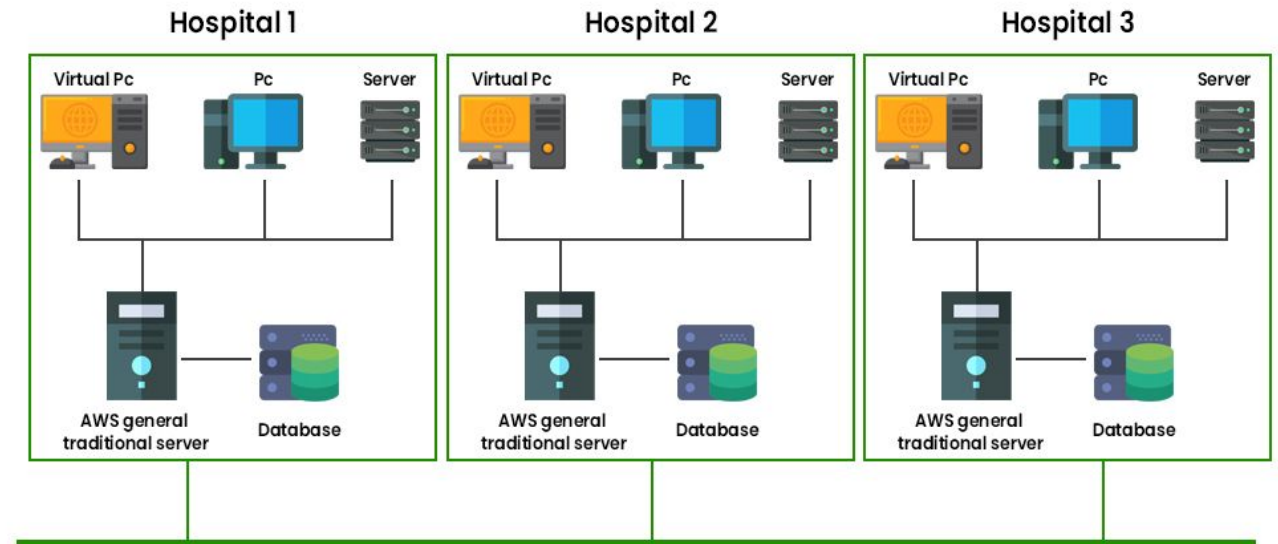 Hospital 1
Hospital 2
Hospital 3
Virtual Pc
Pc
Server
Virtual Pc
Pc
Server
Virtual Pc
Pc
Server
AWS general
traditional server
Database
AWS general
traditional server
Database
AWS general
traditional server
Database